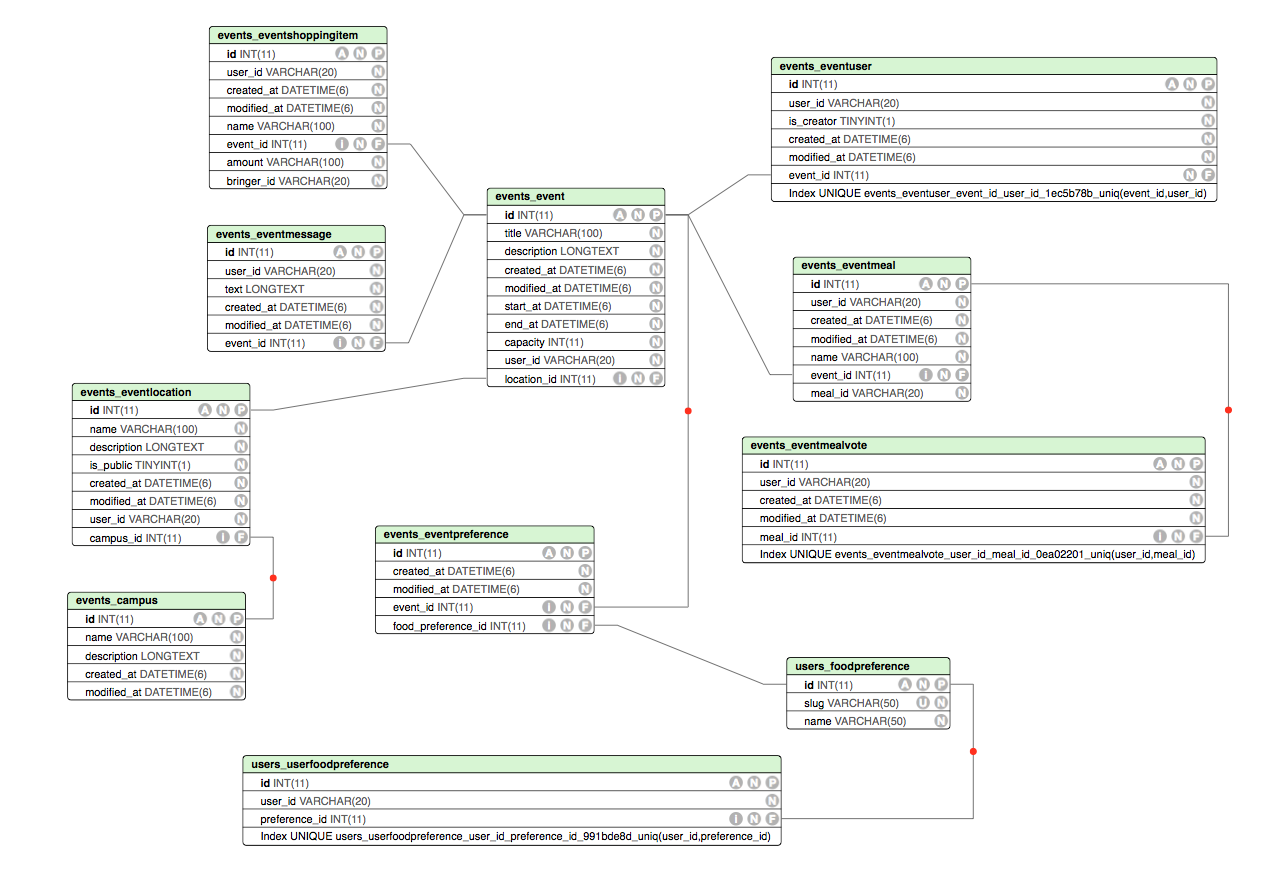 events_eventshoppingitem
id INT(11) A N P
user_id VARCHAR(20) N
created_at DATETIME(6) N
modified_at DATETIME(6) N
name VARCHAR(100) N
event_id INT(11) I N F
amount VARCHAR(100) N
bringer_id VARCHAR(20) N
events_eventuser
id INT(11) A N P
user_id VARCHAR(20) N
is_creator TINYINT(1) N
created_at DATETIME(6) N
modified_at DATETIME(6) N
event_id INT(11) N F
Index UNIQUE events_eventuser_event_id_user_id_1ec5b78b_uniq(event_id,user_id)
events_event
id INT(11) A N P
title VARCHAR(100) N
description LONGTEXT N
created_at DATETIME(6) N
modified_at DATETIME(6) N
start_at DATETIME(6) N
end_at DATETIME(6) N
capacity INT(11) N
user_id VARCHAR(20) N
location_id INT(11) I N F
events_eventmessage
id INT(11) A N P
user_id VARCHAR(20) N
text LONGTEXT N
created_at DATETIME(6) N
modified_at DATETIME(6) N
event_id INT(11) I N F
events_eventmeal
id INT(11) A N P
user_id VARCHAR(20) N
created_at DATETIME(6) N
modified_at DATETIME(6) N
name VARCHAR(100) N
event_id INT(11) I N F
meal_id VARCHAR(20) N
events_eventlocation
id INT(11) A N P
name VARCHAR(100) N
description LONGTEXT N
is_public TINYINT(1) N
created_at DATETIME(6) N
modified_at DATETIME(6) N
user_id VARCHAR(20) N
campus_id INT(11) I F
events_eventmealvote
id INT(11) A N P
user_id VARCHAR(20) N
created_at DATETIME(6) N
modified_at DATETIME(6) N
meal_id INT(11) I N F
Index UNIQUE events_eventmealvote_user_id_meal_id_0ea02201_uniq(user_id,meal_id)
events_eventpreference
id INT(11) A N P
created_at DATETIME(6) N
modified_at DATETIME(6) N
event_id INT(11) I N F
food_preference_id INT(11) I N F
events_campus
id INT(11) A N P
name VARCHAR(100) N
description LONGTEXT N
created_at DATETIME(6) N
modified_at DATETIME(6) N
users_foodpreference
id INT(11) A N P
slug VARCHAR(50) U N
name VARCHAR(50) N
users_userfoodpreference
id INT(11) A N P
user_id VARCHAR(20) N
preference_id INT(11) I N F
Index UNIQUE users_userfoodpreference_user_id_preference_id_991bde8d_uniq(user_id,preference_id)